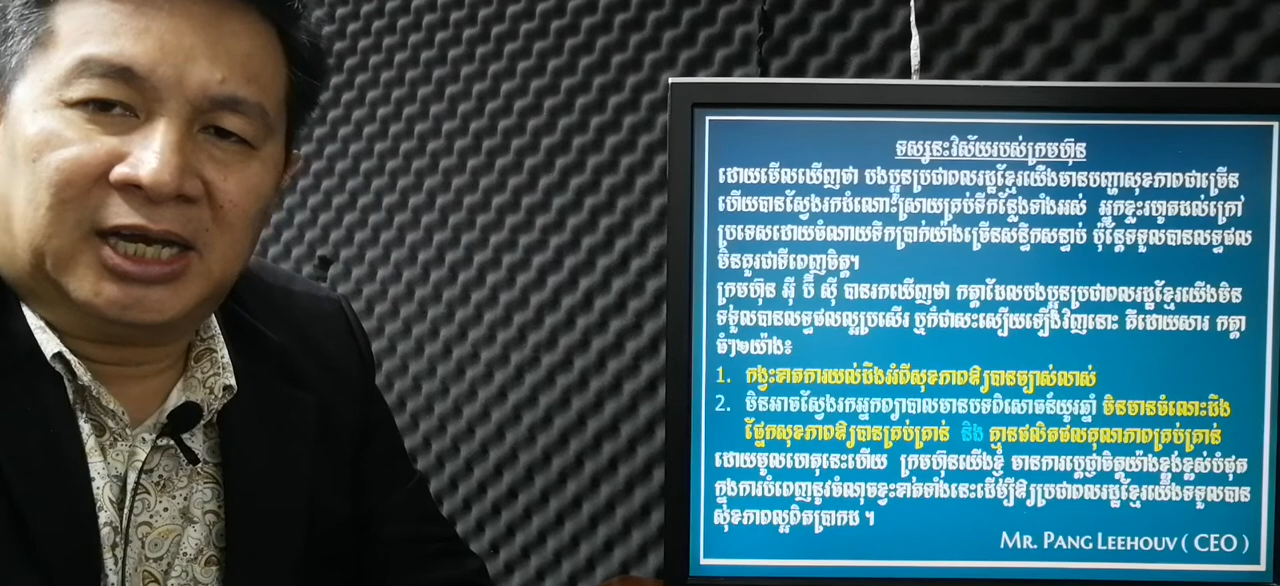 ទស្សនះវិស័យរបស់ក្រុមហ៊ុន
ដោយមើលឃើញថា បងប្អូនប្រជាពលរដ្ឋខ្មែរយើងមានបញ្ហាសុខភាពជាច្រើន
ហើយបានស្វែងរកដំណោះស្រាយគ្រប់ទីកន្លែងទាំងអស់ អ្នកខ្លះរហូតដល់ក្រៅ
ប្រទេសដោយចំណាយទឹកប្រាក់យ៉ាងច្រើនសន្ធឹកសន្ធាប់ ប៉ុន្តែទទួលបានលទ្ធផល
មិនគួរជាទីពេញចិត្ត។
ក្រុមហ៊ុន អ៊ី ប៊ី ស៊ី បានរកឃើញថា កត្តាដែលបងប្អូនប្រជាពលរដ្ឋខ្មែរយើងមិន
ទទួលបានលទ្ធផលល្អប្រសើរ ឬក៏ជាសះស្បើយឡើងវិញនោះ គឺដោយសារ កត្តា
ធំៗ២យ៉ាង៖
1. កង្វះខាតការយល់ដឹងអំពីសុខភាពឱ្យបានច្បាស់លាស់
2. មិនអាចស្វែងរកអ្នកព្យាបាលមានបទពិសោធន៍យូរឆ្នាំ មិនមានចំណេះដឹង
ផ្នែកសុខភាពឱ្យបានគ្រប់គ្រាន់ និង គ្មានផលិតផលគុណភាពគ្រប់គ្រាន់
ដោយមូលហេតុនេះហើយ ក្រុមហ៊ុនយើងខ្ញុំ មានការប្តេជ្ញាចិត្តយ៉ាងខ្ពង់ខ្ពស់បំផុត
ក្នុងការបំពេញនូវចំណុចខ្វះខាតទាំងនេះដើម្បីឱ្យប្រជាពលរដ្ឋខ្មែរយើងទទួលបាន
សុខភាពល្អពិតប្រាកដ ។
MR. PANG LEEHOUV ( CEO )